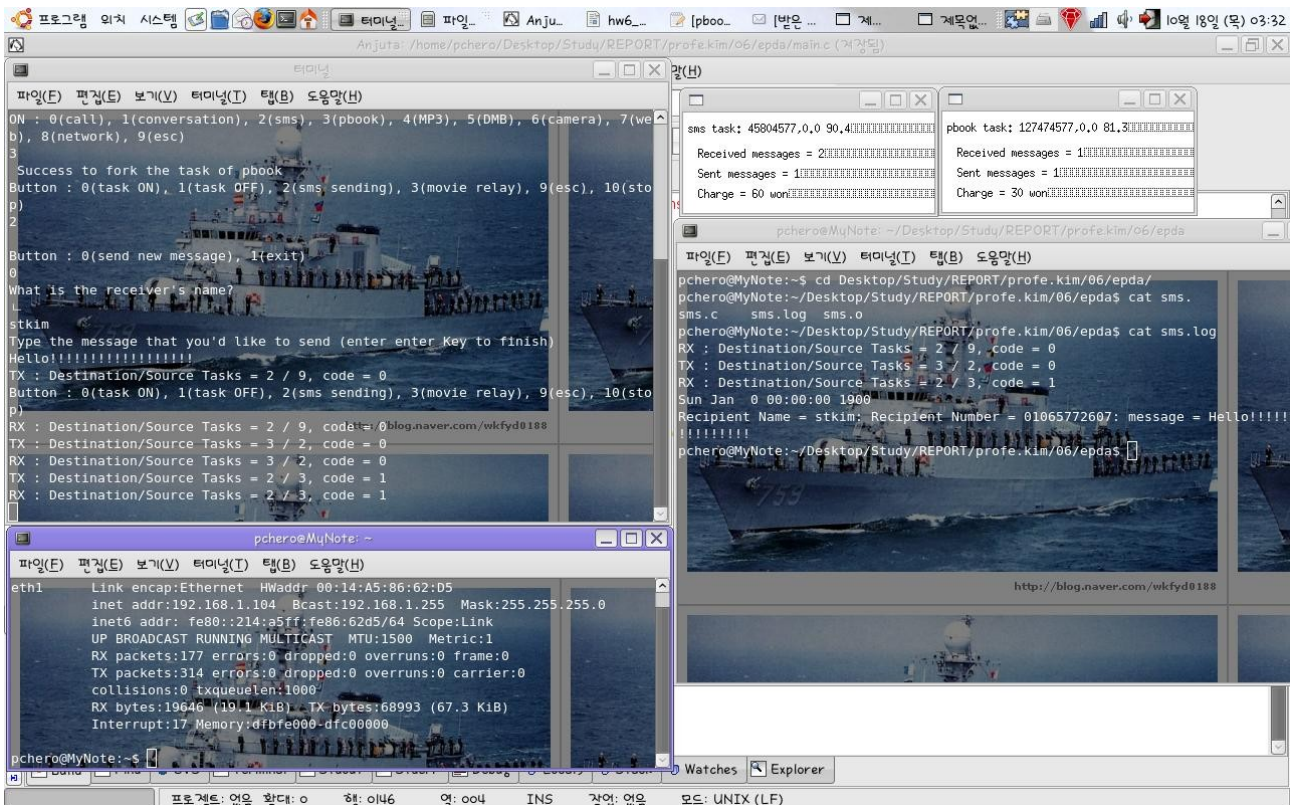 프로그램 위치 시스템 터미널... 파일... Anju... hw6_... [pboo... [받은 ... 제... 제목없... 10월 18일 (목) 03:32
Anjuta: /home/pchero/Desktop/Study/REPORT/profe.kim/06/epda/main.c (저장됨)
말(H)
터미널
파일(F) 편집(E) 보기(V) 터미널(T) 탭(B) 도움말(H)
ON : 0(call), 1(conversation), 2(sms), 3(pbook), 4(MP3), 5(DMB), 6(camera), 7(we
b), 8(network), 9(esc)
3
Success to fork the task of pbook
Button : 0(task ON), 1(task OFF), 2(sms sending), 3(movie relay), 9(esc), 10(sto
p)
2
Button : 0(send new message), 1(exit)
0
What is the receiver's name?
stkim
Type the message that you'd like to send (enter enter Key to finish)
Hello!!!!!!!!!!!!!!!!!!
TX : Destination/Source Tasks = 2 / 9, code = 0
Button : 0(task ON), 1(task OFF), 2(sms sending), 3(movie relay), 9(esc), 10(sto
p)
RX : Destination/Source Tasks = 2 / 9, code = 0
TX : Destination/Source Tasks = 3 / 2, code = 0
RX : Destination/Source Tasks = 3 / 2, code = 0
TX : Destination/Source Tasks = 2 / 3, code = 1
RX : Destination/Source Tasks = 2 / 3, code = 1
sms task: 45804577,0.0 90.4
Received messages = 2
Sent messages = 1
Charge = 60 won
pbook task: 127474577,0.0 81.3
Received messages = 1
Sent messages = 1
Charge = 30 won
pchero@MyNote: ~/Desktop/Study/REPORT/profe.kim/06/epda
파일(F) 편집(E) 보기(V) 터미널(T) 탭(B) 도움말(H)
pchero@MyNote:~$ cd Desktop/Study/REPORT/profe.kim/06/epda/
pchero@MyNote:~/Desktop/Study/REPORT/profe.kim/06/epda$ cat sms.
sms.c sms.log sms.o
pchero@MyNote:~/Desktop/Study/REPORT/profe.kim/06/epda$ cat sms.log
RX : Destination/Source Tasks = 2 / 9, code = 0
TX : Destination/Source Tasks = 3 / 2, code = 0
RX : Destination/Source Tasks = 2 / 3, code = 1
Sun Jan 0 00:00:00 1900
Recipient Name = stkim: Recipient Number = 01065772607: message = Hello!!!!!
!!!!!!!!!
pchero@MyNote:~/Desktop/Study/REPORT/profe.kim/06/epda$
759
http://blog.naver.com/wkfyd0188
pchero@MyNote: ~
파일(F) 편집(E) 보기(V) 터미널(T) 탭(B) 도움말(H)
eth1 Link encap:Ethernet HWaddr 00:14:A5:86:62:D5
inet addr:192.168.1.104 Bcast:192.168.1.255 Mask:255.255.255.0
inet6 addr: fe80::214:a5ff:fe86:62d5/64 Scope:Link
UP BROADCAST RUNNING MULTICAST MTU:1500 Metric:1
RX packets:177 errors:0 dropped:0 overruns:0 frame:0
TX packets:314 errors:0 dropped:0 overruns:0 carrier:0
collisions:0 txqueuelen:1000
RX bytes:19646 (19.1 KiB) TX bytes:68993 (67.3 KiB)
Interrupt:17 Memory:dfbfe000-dfc00000
pchero@MyNote:~$
Watches Explorer
프로젝트: 없음 확대: 0 행: 0146 열: 004 INS 작업: 없음 모드: UNIX (LF)